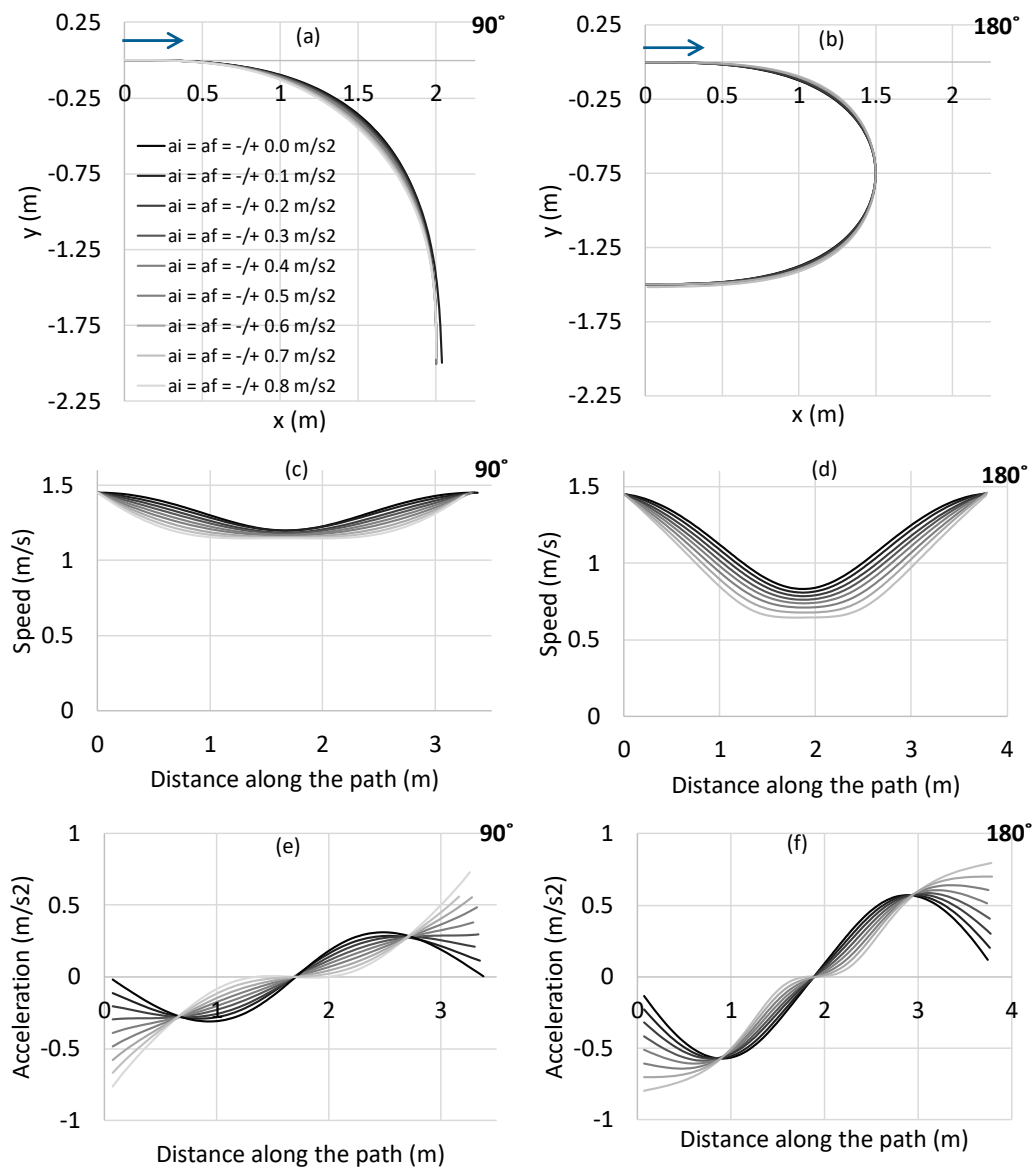 (a)
90°
0.25
0
-0.25
-0.75
-1.25
-1.75
-2.25
0
0.5
1
1.5
2
y (m)
x (m)
ai = af = -/+ 0.0 m/s2
ai = af = -/+ 0.1 m/s2
ai = af = -/+ 0.2 m/s2
ai = af = -/+ 0.3 m/s2
ai = af = -/+ 0.4 m/s2
ai = af = -/+ 0.5 m/s2
ai = af = -/+ 0.6 m/s2
ai = af = -/+ 0.7 m/s2
ai = af = -/+ 0.8 m/s2
(b)
180°
0.25
-0.25
-0.75
-1.25
-1.75
-2.25
0
0.5
1
1.5
2
y (m)
x (m)
(c)
90°
1.5
1
0.5
0
0
1
2
3
Speed (m/s)
Distance along the path (m)
(d)
180°
1.5
1
0.5
0
0
1
2
3
4
Speed (m/s)
Distance along the path (m)
(e)
90°
1
0.5
0
-0.5
-1
0
1
2
3
Acceleration (m/s2)
Distance along the path (m)
(f)
180°
1
0.5
0
-0.5
-1
0
1
2
3
4
Acceleration (m/s2)
Distance along the path (m)